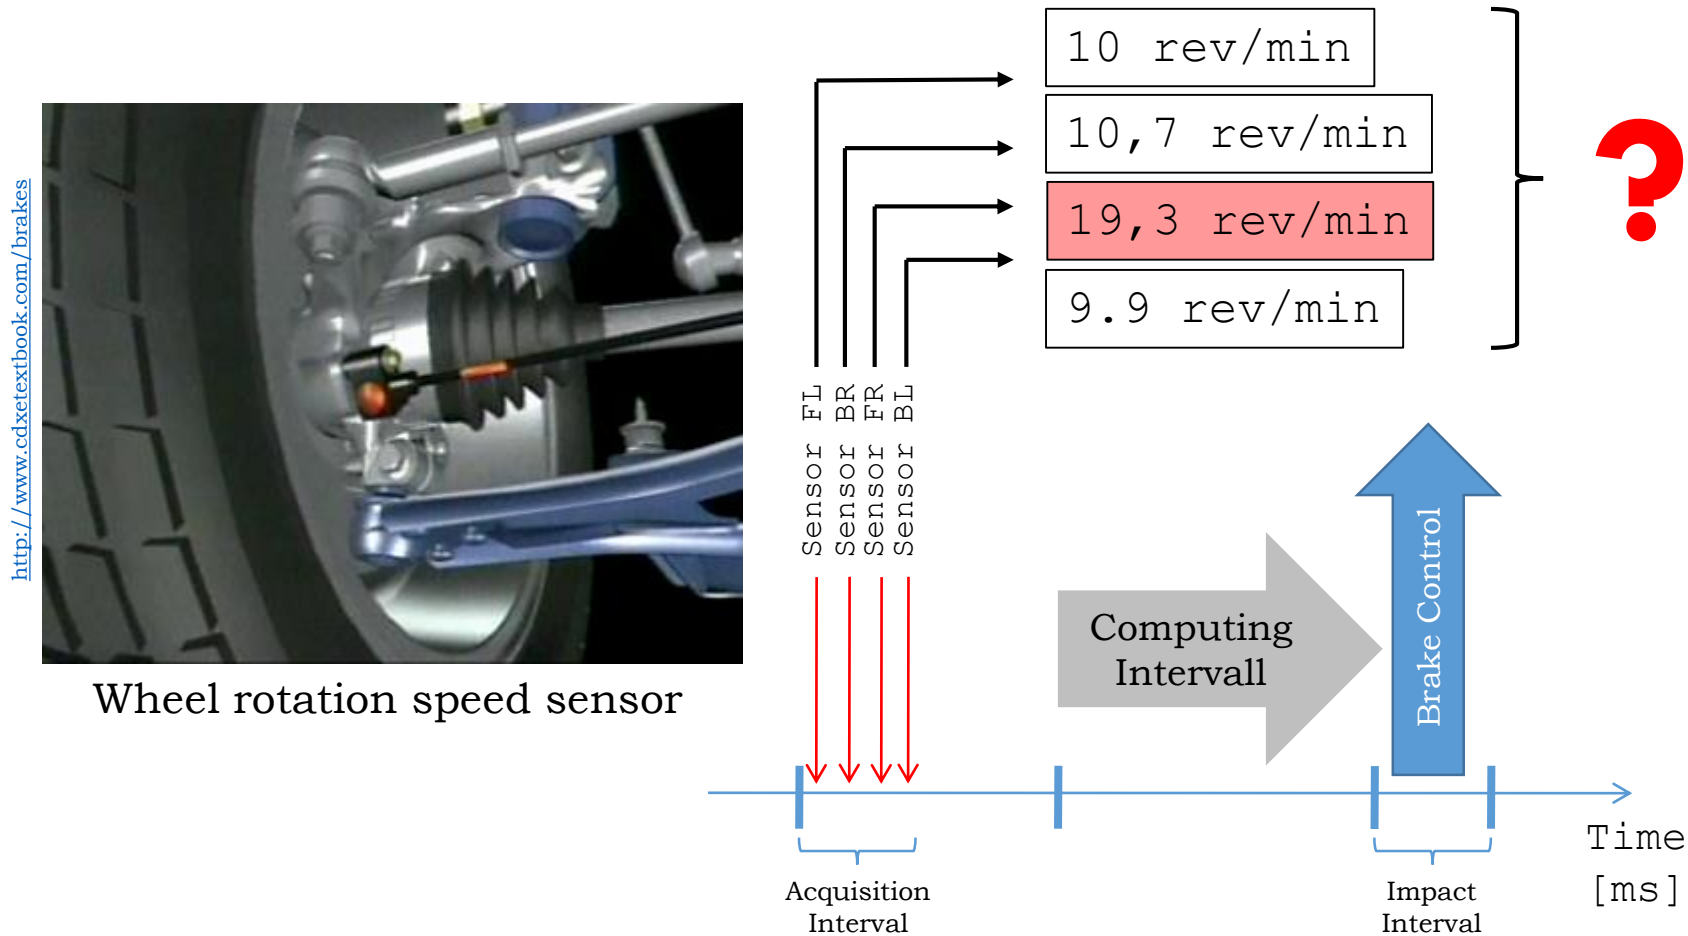 http://www.cdxetextbook.com/brakes
Wheel rotation speed sensor
10 rev/min
10,7 rev/min
19,3 rev/min
9.9 rev/min
?
Sensor FL
Sensor BR
Sensor FR
Sensor BL
Computing
Intervall
Brake Control
Acquisition
Interval
Impact
Interval
Time
[ms]